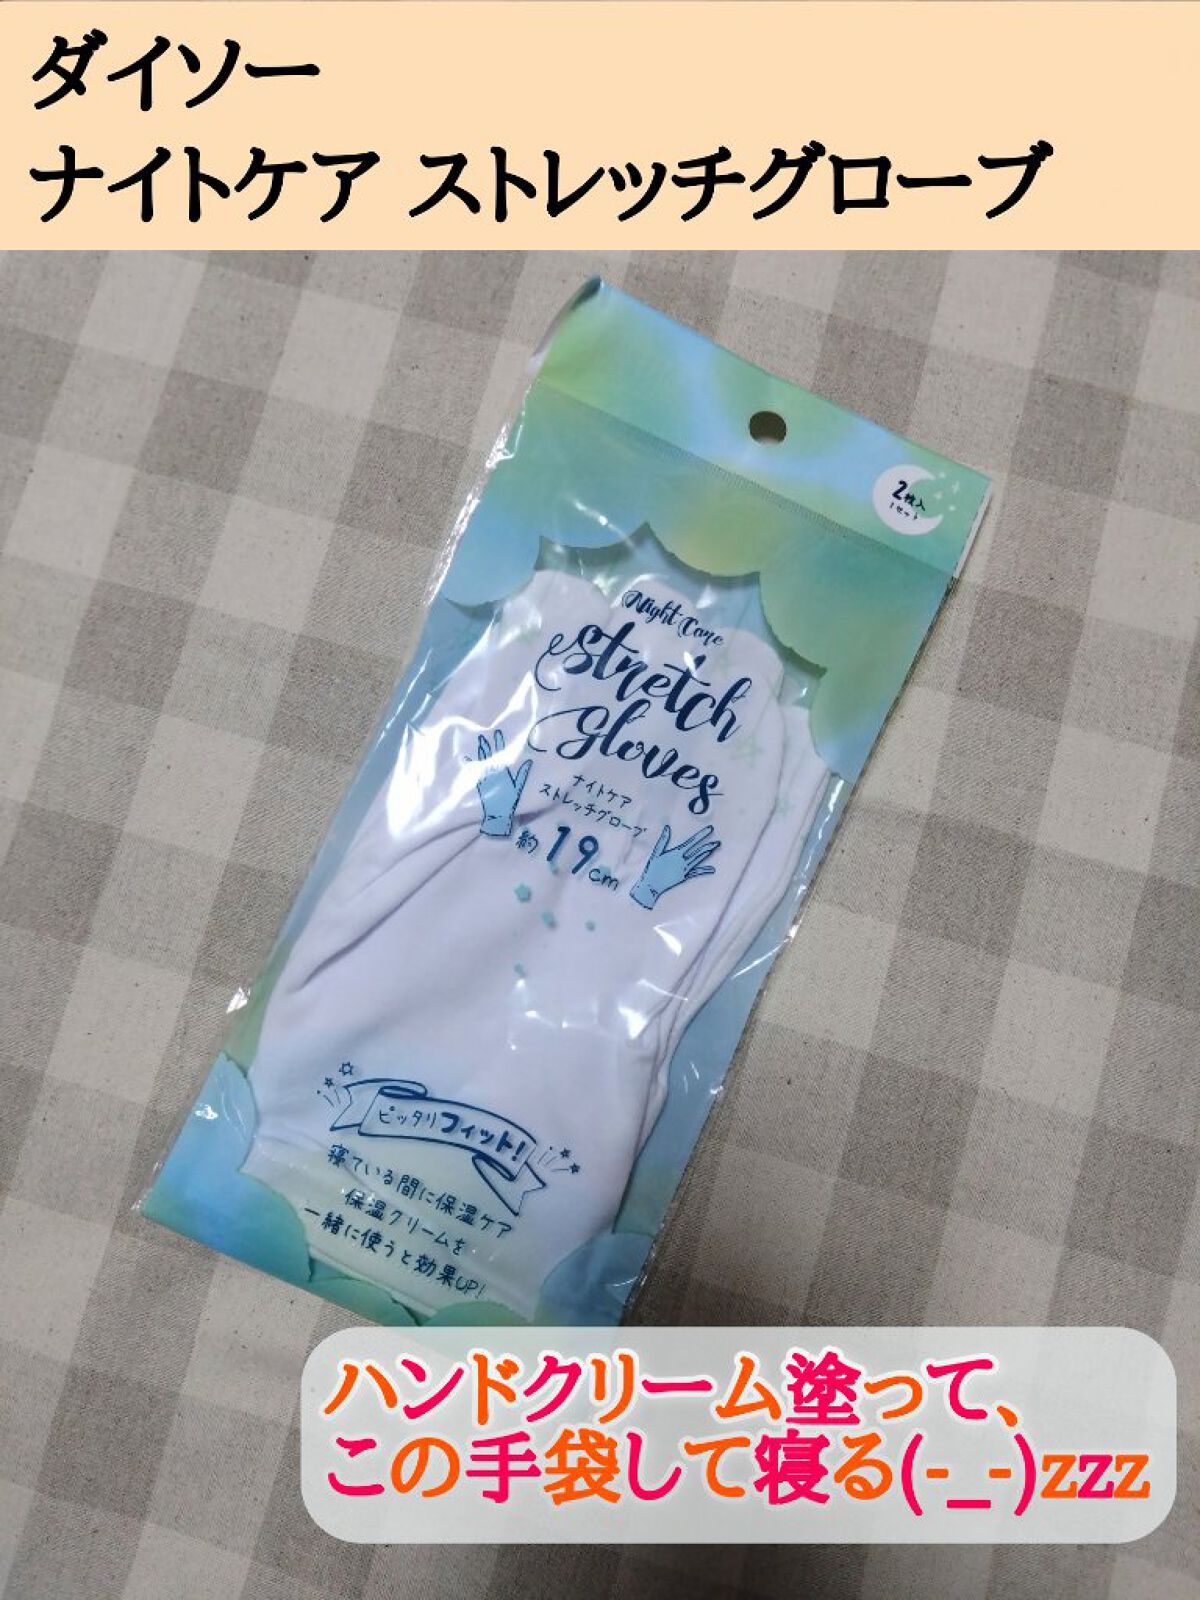 ダイソー
ナイトケア ストレッチグローブ
2枚入
1セット
Night Care
Stretch
gloves
ナイトケア
ストレッチグローブ
約19cm
ピッタリフィット!
寝ている間に保湿ケア
保湿クリームを
一緒に使うと効果UP!
ハンドクリーム塗って、
この手袋して寝る(-_-)zzz